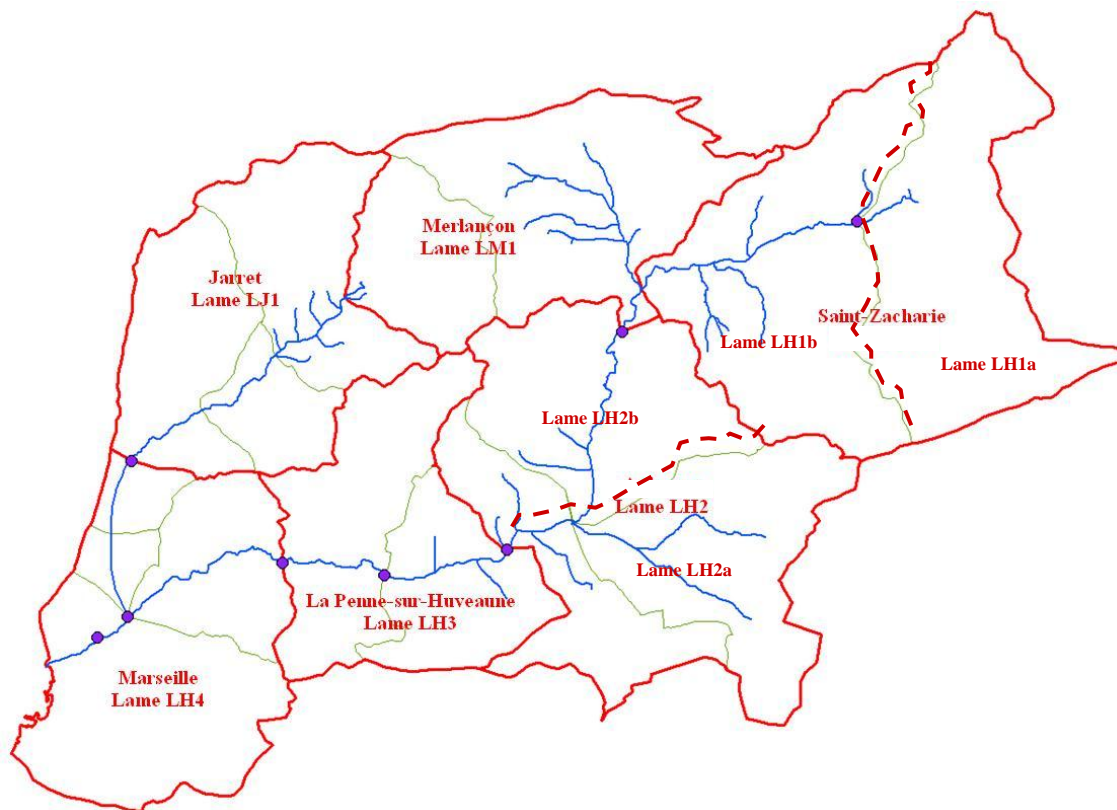 Merlançon
Lame LM1
Jarret
Lame LJ1
Saint-Zacharie
Lame LH1b
Lame LH1a
Lame LH2b
Lame LH2
Lame LH2a
La Penne-sur-Huveaune
Lame LH3
Marseille
Lame LH4